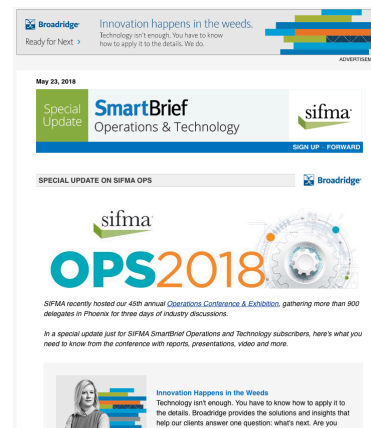 Broadridge
Ready for Next >
Innovation happens in the weeds.
Technology isn't enough. You have to know
how to apply it to the details. We do.
ADVERTISEM
May 23, 2018
Special
Update
SmartBrief
Operations & Technology
sifma
SIGN UP · FORWARD
SPECIAL UPDATE ON SIFMA OPS
Broadridge
sifma
OPS2018
SIFMA recently hosted our 45th annual Operations Conference & Exhibition, gathering more than 900
delegates in Phoenix for three days of industry discussions.
In a special update just for SIFMA SmartBrief Operations and Technology subscribers, here's what you
need to know from the conference with reports, presentations, video and more.
Innovation Happens in the Weeds
Technology isn't enough. You have to know how to apply it to
the details. Broadridge provides the solutions and insights that
help our clients answer one question: what's next. Are you